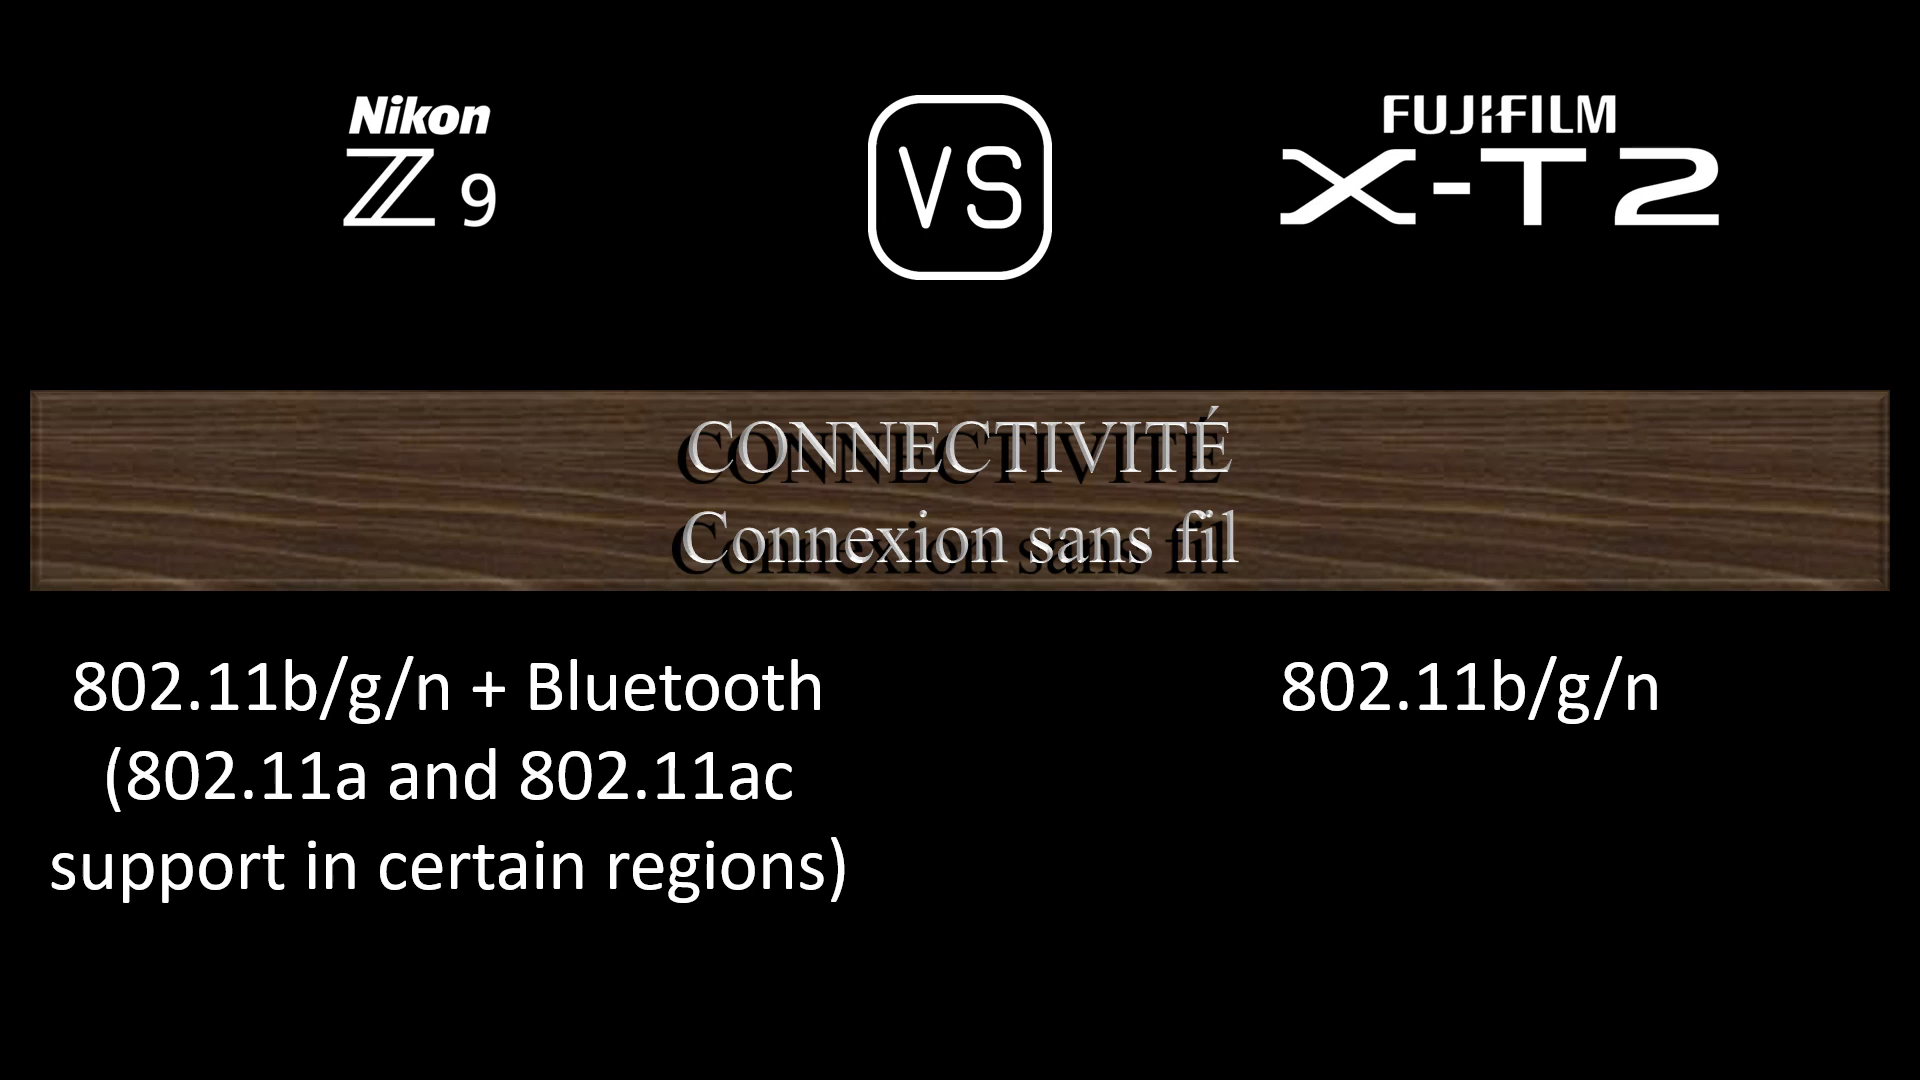 Nikon
Z 9
VS
FUJIFILM
X-T2
CONNECTIVITÉ
Connexion sans fil
802.11b/g/n + Bluetooth
(802.11a and 802.11ac
support in certain regions)
802.11b/g/n